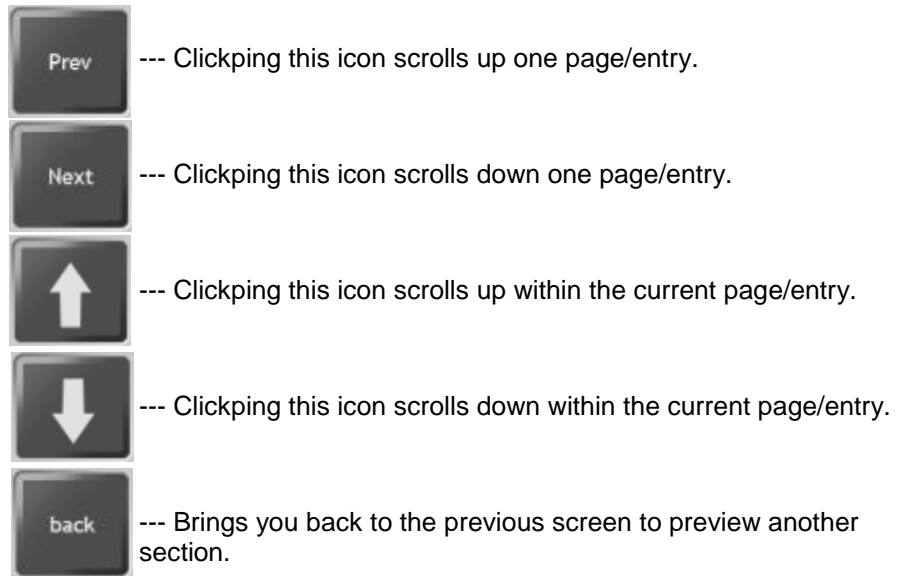 Prev --- Clickping this icon scrolls up one page/entry.
Next --- Clickping this icon scrolls down one page/entry.
--- Clickping this icon scrolls up within the current page/entry.
--- Clickping this icon scrolls down within the current page/entry.
back --- Brings you back to the previous screen to preview another
section.